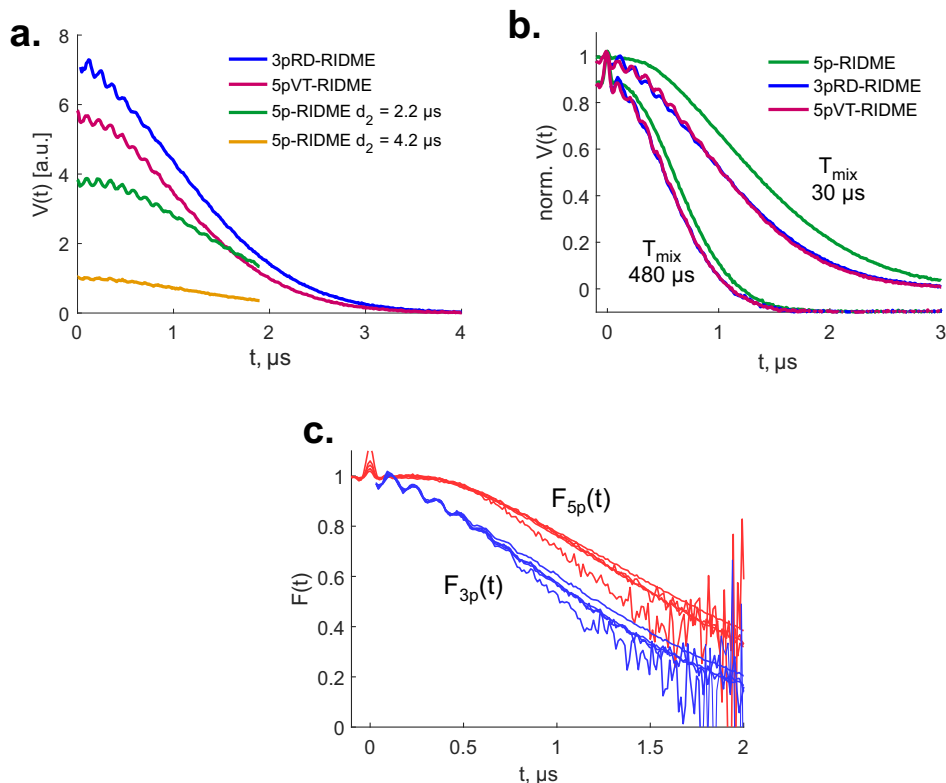 a.
V(t) [a.u.]
8
6
4
2
0
0
1
2
3
4
t, µs
3pRD-RIDME
5pVT-RIDME
5p-RIDME d2 = 2.2 µs
5p-RIDME d2 = 4.2 µs
b.
norm. V(t)
1
0.8
0.6
0.4
0.2
0
0
1
2
3
t, µs
5p-RIDME
3pRD-RIDME
5pVT-RIDME
Tmix
30 µs
Tmix
480 µs
c.
F(t)
1
0.8
0.6
0.4
0.2
0
0
0.5
1
1.5
2
t, µs
F5p(t)
F3p(t)